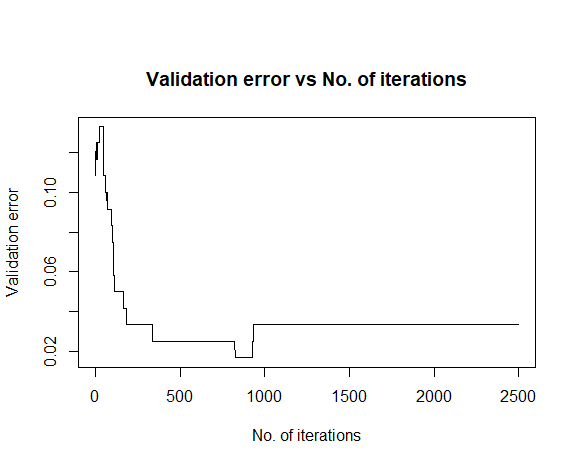 Validation error vs No. of iterations
Validation error
0.10
0.06
0.02
0 500 1000 1500 2000 2500
No. of iterations